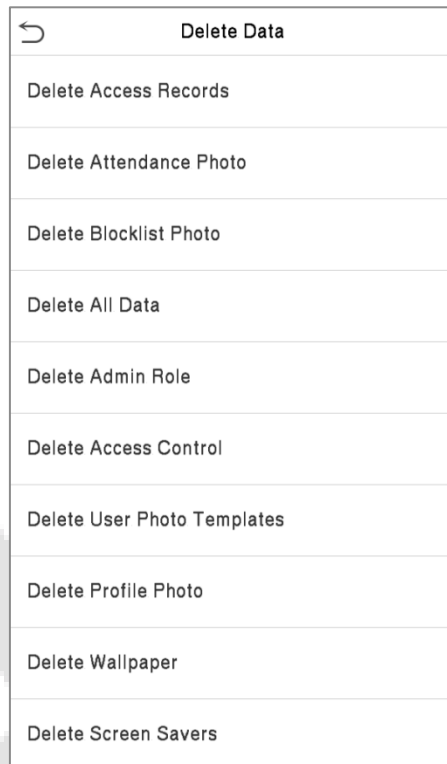 Delete Data
Delete Access Records
Delete Attendance Photo
Delete Blocklist Photo
Delete All Data
Delete Admin Role
Delete Access Control
Delete User Photo Templates
Delete Profile Photo
Delete Wallpaper
Delete Screen Savers